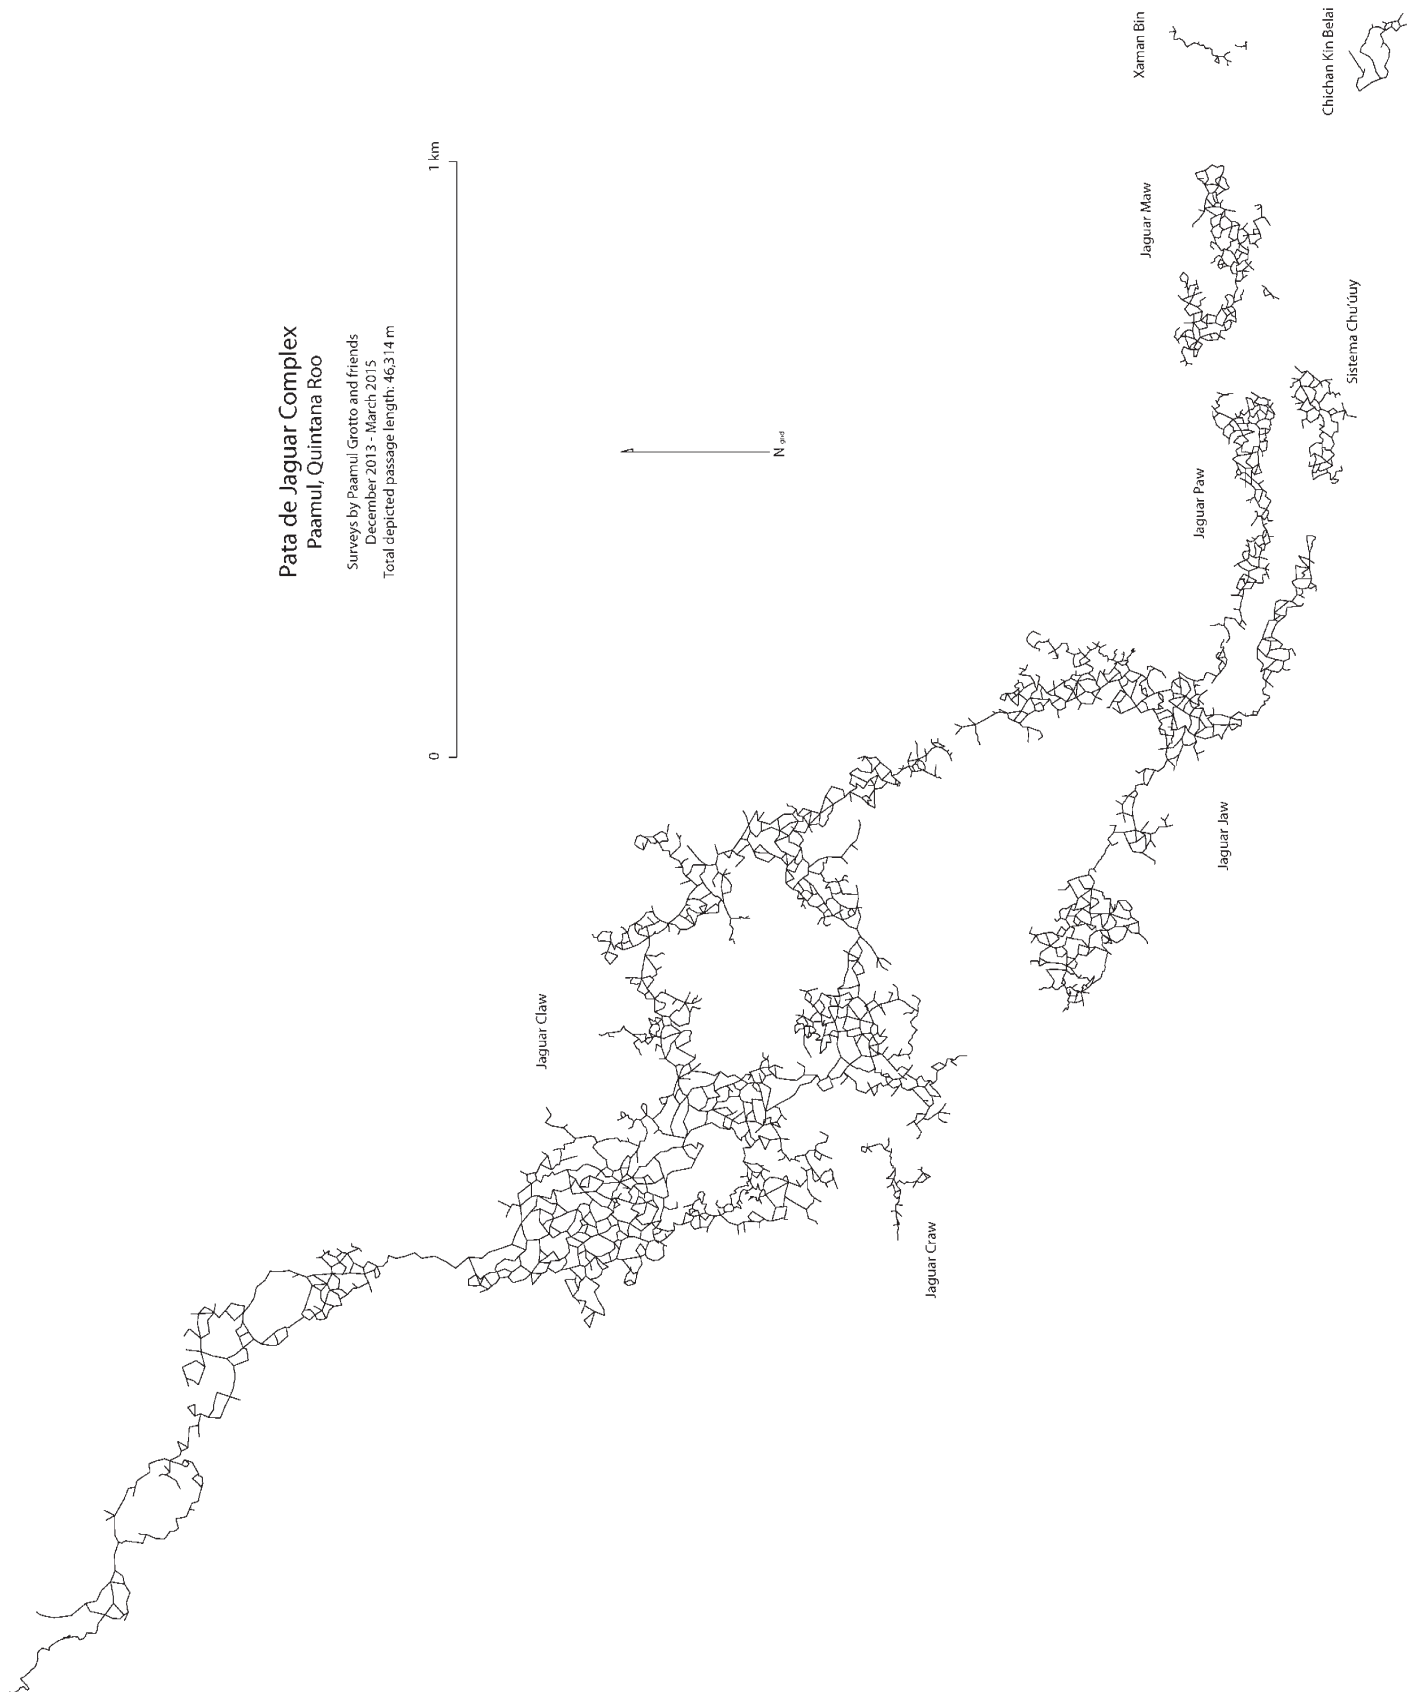 Pata de Jaguar Complex
Paamul, Quintana Roo
Surveys by Paamul Grotto and friends
December 2013 - March 2015
Total depicted passage length: 46,314 m
0
1 km
N grid
Jaguar Claw
Jaguar Craw
Jaguar Jaw
Jaguar Paw
Jaguar Maw
Sistema Chu'úuy
Xaman Bin
Chichan Kin Belai